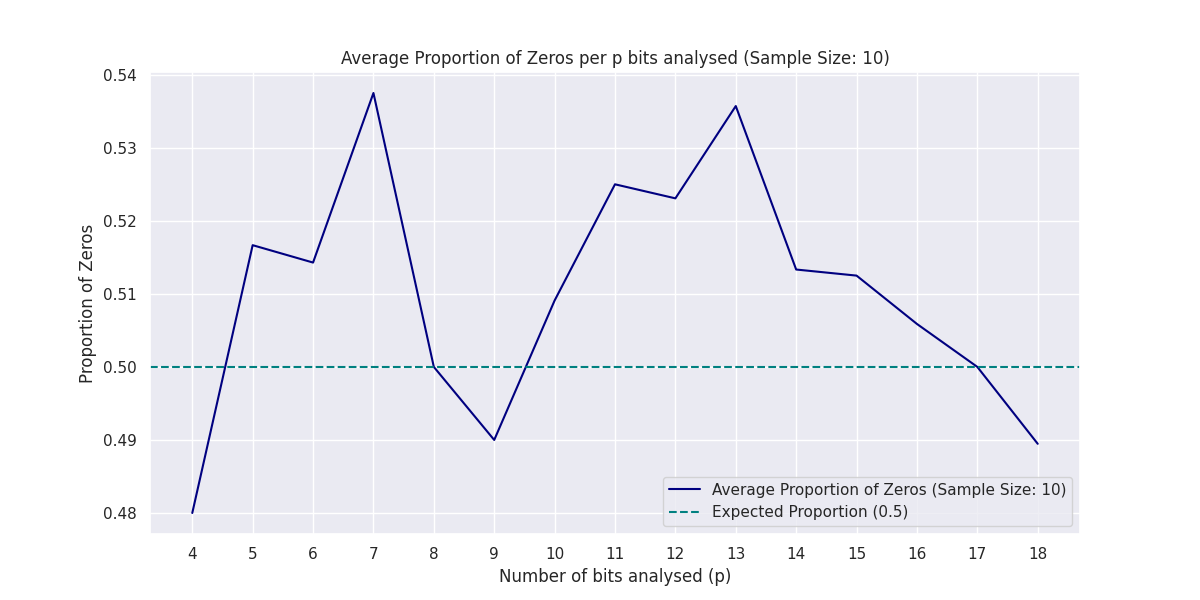 Average Proportion of Zeros per p bits analysed (Sample Size: 10)
Proportion of Zeros
0.54
0.53
0.52
0.51
0.50
0.49
0.48
Average Proportion of Zeros (Sample Size: 10)
Expected Proportion (0.5)
4 5 6 7 8 9 10 11 12 13 14 15 16 17 18
Number of bits analysed (p)